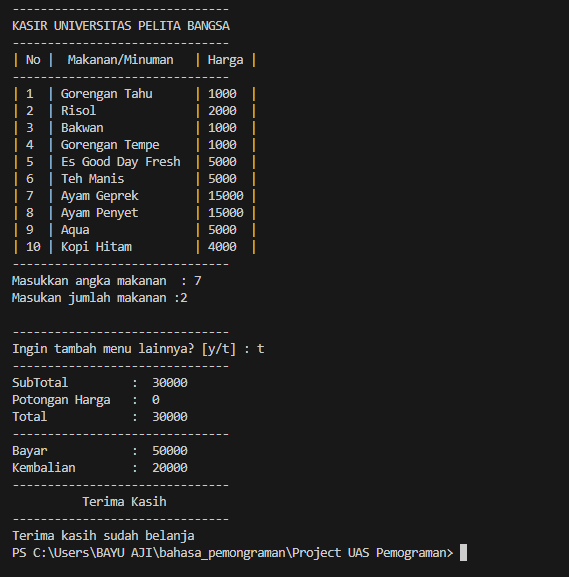 -------------------------------
KASIR UNIVERSITAS PELITA BANGSA
-------------------------------
| No |  Makanan/Minuman   | Harga |
-------------------------------
| 1  | Gorengan Tahu      | 1000  |
| 2  | Risol              | 2000  |
| 3  | Bakwan             | 1000  |
| 4  | Gorengan Tempe     | 1000  |
| 5  | Es Good Day Fresh  | 5000  |
| 6  | Teh Manis          | 5000  |
| 7  | Ayam Geprek        | 15000 |
| 8  | Ayam Penyet        | 15000 |
| 9  | Aqua               | 5000  |
| 10 | Kopi Hitam         | 4000  |
-------------------------------
Masukkan angka makanan  : 7
Masukan jumlah makanan :2

-------------------------------
Ingin tambah menu lainnya? [y/t] : t
-------------------------------
SubTotal         :  30000
Potongan Harga   :  0
Total            :  30000
-------------------------------
Bayar            :  50000
Kembalian        :  20000
-------------------------------
          Terima Kasih
-------------------------------
Terima kasih sudah belanja
PS C:\Users\BAYU AJI\bahasa_pemongraman\Project UAS Pemograman>